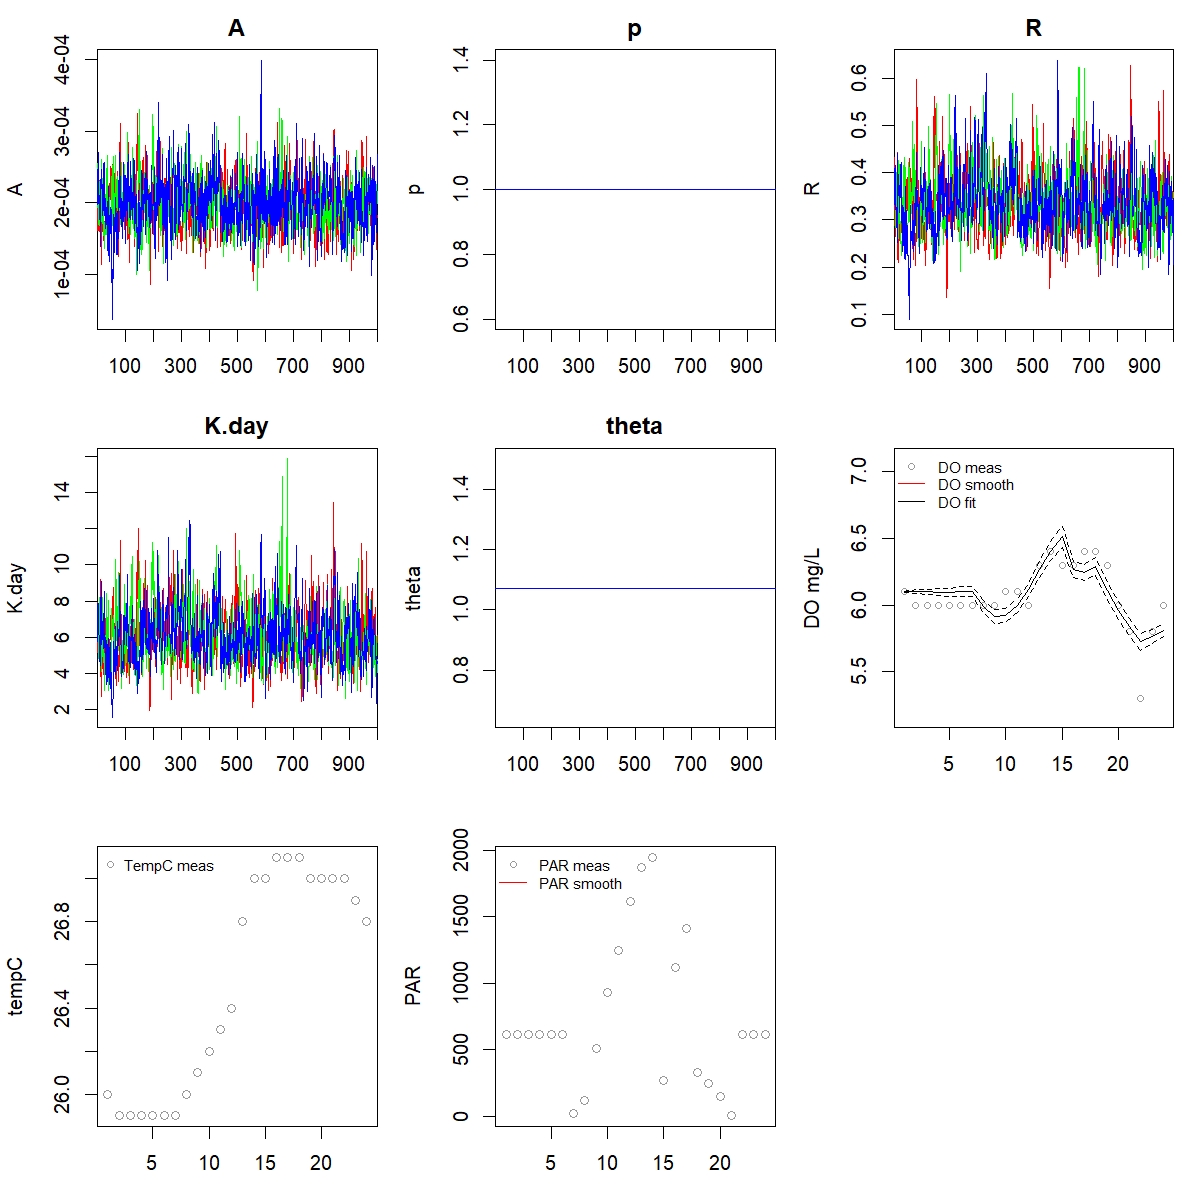 A
A
1e-04 2e-04 3e-04 4e-04
100 300 500 700 900
p
p
0.6 0.8 1.0 1.2 1.4
100 300 500 700 900
R
R
0.1 0.2 0.3 0.4 0.5 0.6
100 300 500 700 900
K.day
K.day
2 4 6 8 10 14
100 300 500 700 900
theta
theta
0.8 1.0 1.2 1.4
100 300 500 700 900
DO mg/L
5.5 6.0 6.5 7.0
DO meas
DO smooth
DO fit
5 10 15 20
tempC
26.0 26.4 26.8
TempC meas
5 10 15 20
PAR
0 500 1000 1500 2000
PAR meas
PAR smooth
5 10 15 20